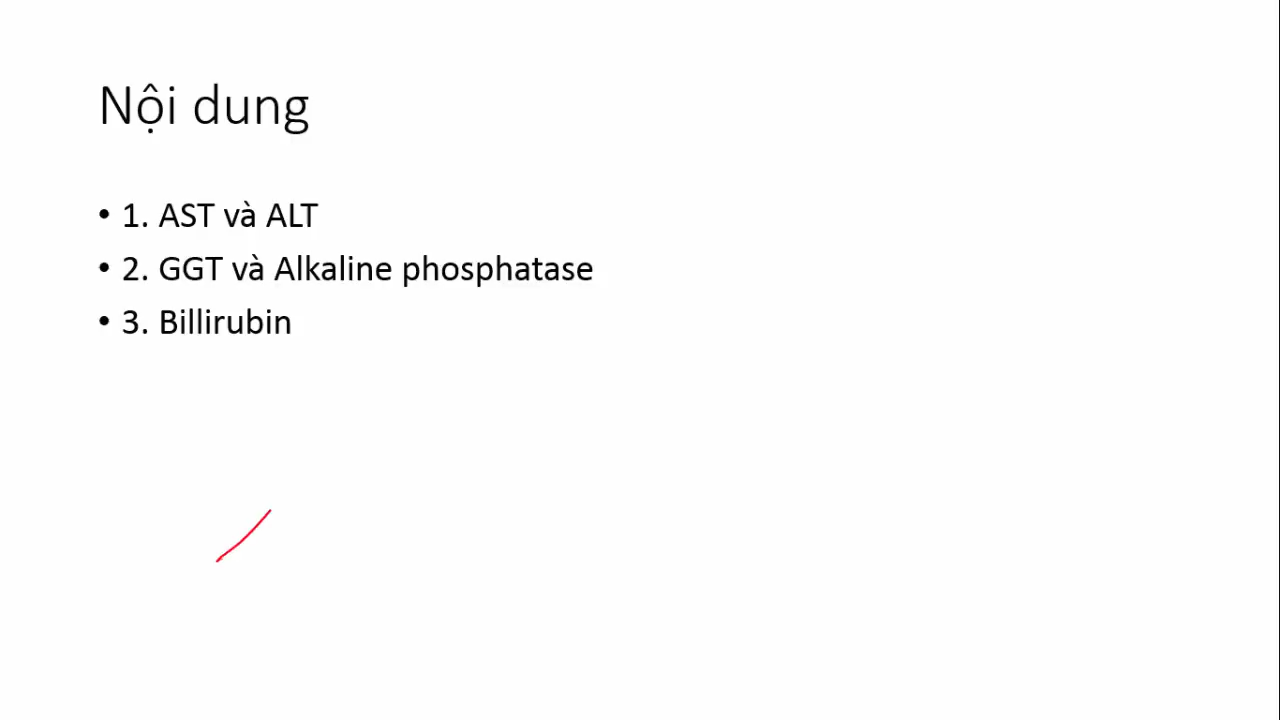 Nội dung
• 1. AST và ALT
• 2. GGT và Alkaline phosphatase
• 3. Billirubin